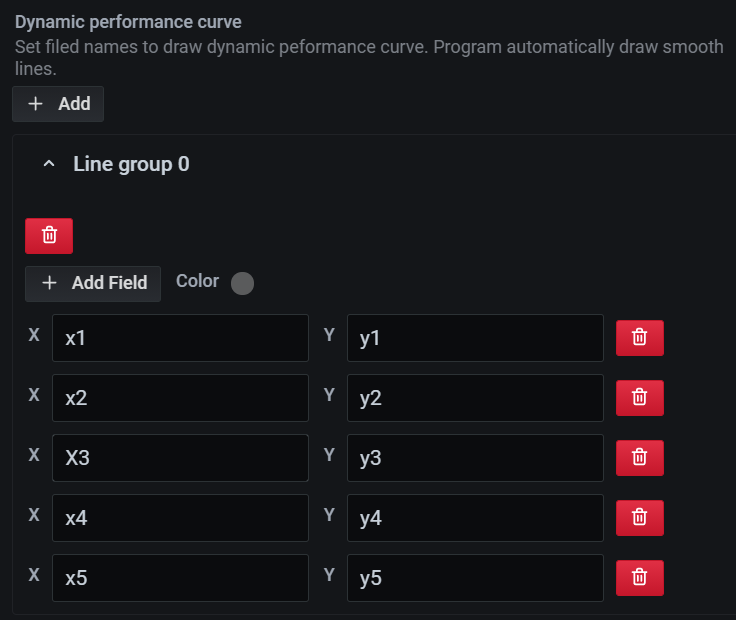 Dynamic performance curve
Set filed names to draw dynamic peformance curve. Program automatically draw smooth
lines.
+ Add
Line group 0
+ Add Field Color
X x1 Y y1
X x2 Y y2
X X3 Y y3
X x4 Y y4
X x5 Y y5